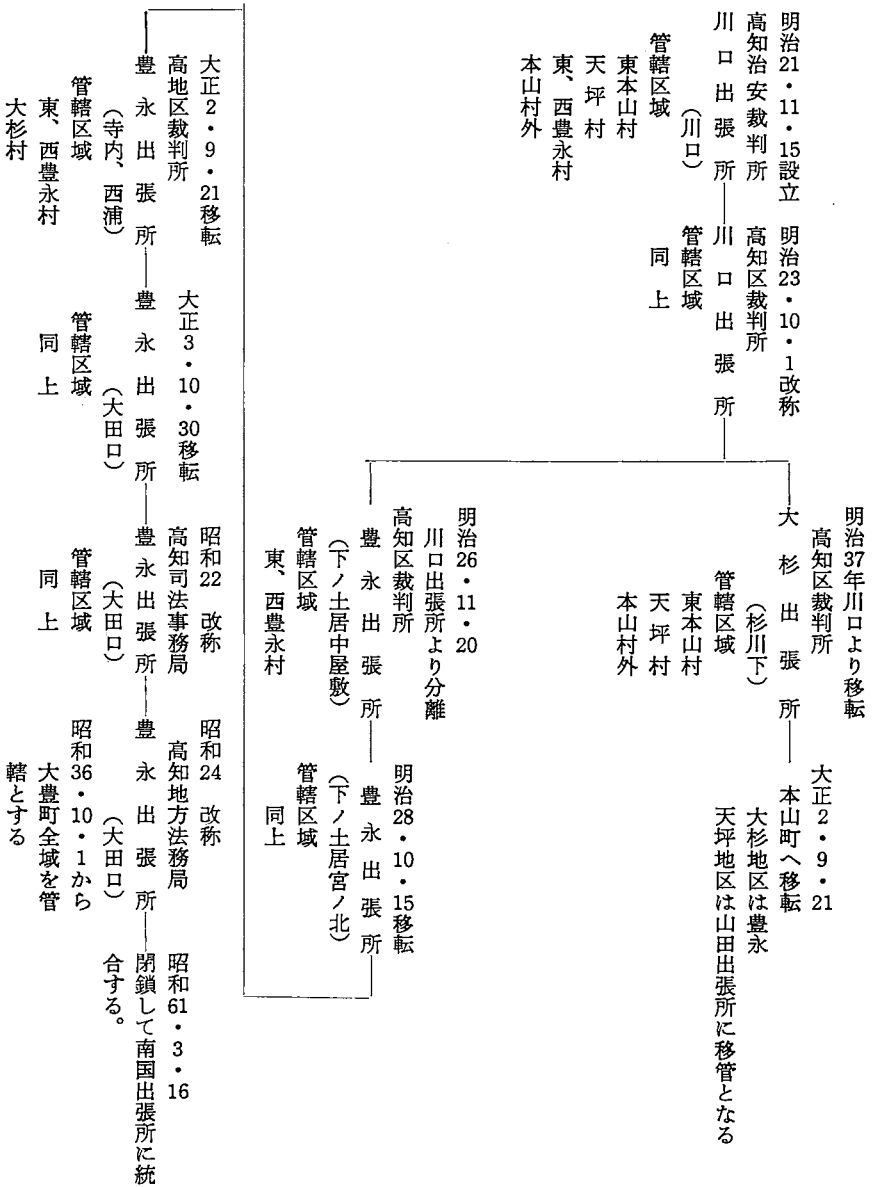 明治21・11・15設立
高知治安裁判所
川口出張所
（川口）
管轄区域
東本山村
天坪村
東、西豊永村
本山村外
明治23・10・1改称
高知区裁判所
川口出張所
管轄区域
同上
明治37年川口より移転
高知区裁判所
大杉出張所
（杉川下）
管轄区域
東本山村
天坪村
本山村外
大正2・9・21
本山町へ移転
大杉地区は豊永
天坪地区は山田出張所に移管となる
明治26・11・20
川口出張所より分離
高知区裁判所
豊永出張所
（下ノ土居中屋敷）
管轄区域
東、西豊永村
明治28・10・15移転
豊永出張所
（下ノ土居宮ノ北）
管轄区域
同上
大正2・9・21移転
高地区裁判所
豊永出張所
（寺内、西浦）
管轄区域
東、西豊永村
大杉村
大正3・10・30移転
豊永出張所
（大田口）
管轄区域
同上
昭和22 改称
高知司法事務局
豊永出張所
（大田口）
管轄区域
同上
昭和24 改称
高知地方法務局
豊永出張所
（大田口）
昭和36・10・1から
大豊町全域を管
轄とする
昭和61・3・16
閉鎖して南国出張所に統
合する。